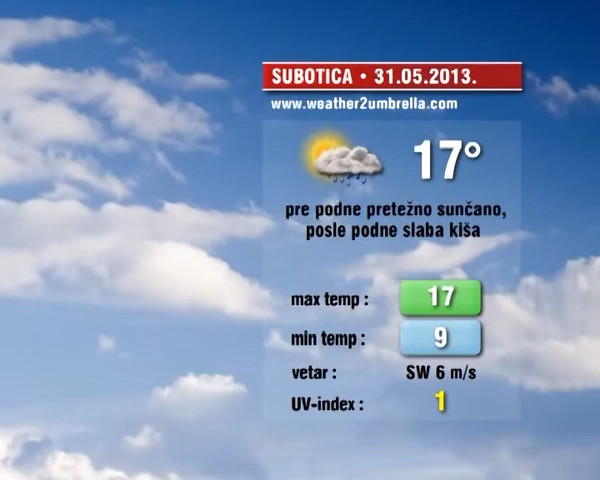 SUBOTICA • 31.05.2013.
www.weather2umbrella.com
17°
pre podne pretežno sunčano,
posle podne slaba kiša
max temp : 17
min temp : 9
vetar : SW 6 m/s
UV-index : 1